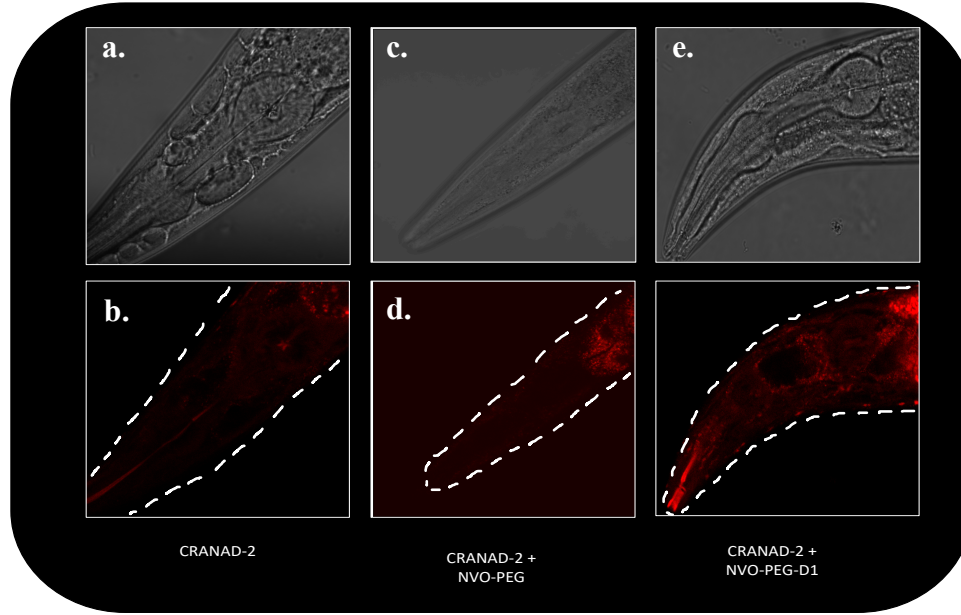 a.
c.
e.
b.
d.
CRANAD-2
CRANAD-2 +
NVO-PEG
CRANAD-2 +
NVO-PEG-D1